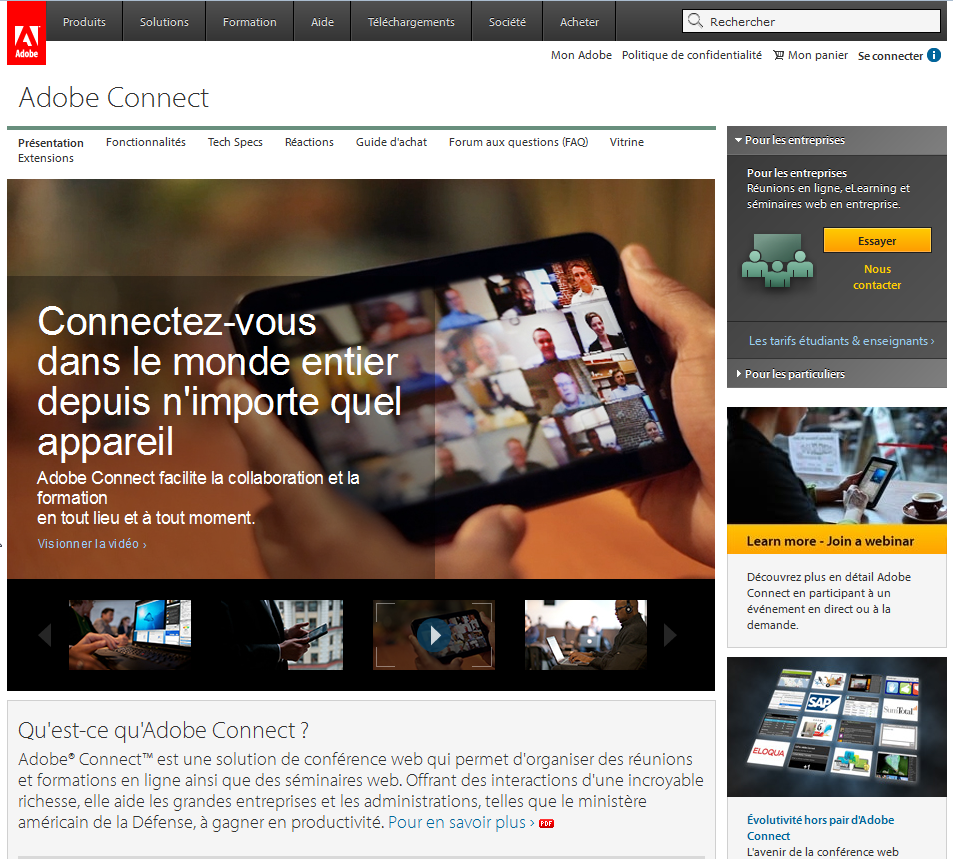 Adobe
Produits
Solutions
Formation
Aide
Téléchargements
Société
Acheter
Rechercher
Mon Adobe
Politique de confidentialité
Mon panier
Se connecter
i
Adobe Connect
Présentation
Fonctionnalités
Tech Specs
Réactions
Guide d'achat
Forum aux questions (FAQ)
Vitrine
Extensions
Connectez-vous
dans le monde entier
depuis n'importe quel
appareil
Adobe Connect facilite la collaboration et la
formation
en tout lieu et à tout moment.
Visionner la vidéo ›
Qu'est-ce qu'Adobe Connect ?
Adobe® Connect™ est une solution de conférence web qui permet d'organiser des réunions
et formations en ligne ainsi que des séminaires web. Offrant des interactions d'une incroyable
richesse, elle aide les grandes entreprises et les administrations, telles que le ministère
américain de la Défense, à gagner en productivité. Pour en savoir plus › PDF
Pour les entreprises
Pour les entreprises
Réunions en ligne, eLearning et
séminaires web en entreprise.
Essayer
Nous
contacter
Les tarifs étudiants & enseignants ›
Pour les particuliers
Learn more - Join a webinar
Découvrez plus en détail Adobe
Connect en participant à un
événement en direct ou à la
demande.
SAP
SumTotal
ELOQUA
Évolutivité hors pair d'Adobe
Connect
L'avenir de la conférence web